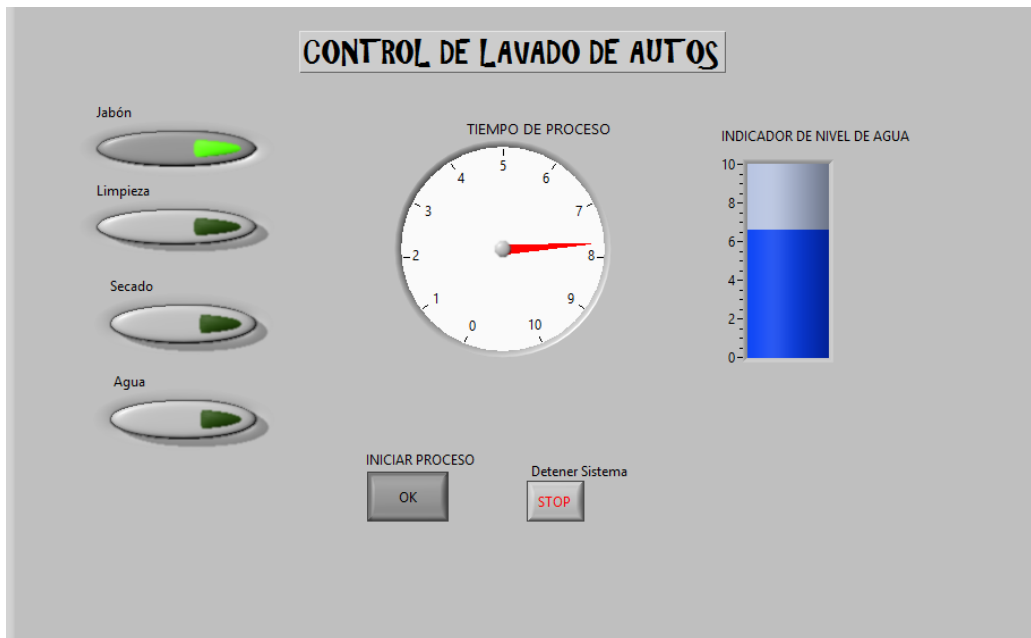 CONTROL DE LAVADO DE AUTOS
Jabón
Limpieza
Secado
Agua
TIEMPO DE PROCESO
0
1
2
3
4
5
6
7
8
9
10
INDICADOR DE NIVEL DE AGUA
10
8
6
4
2
0
INICIAR PROCESO
OK
Detener Sistema
STOP